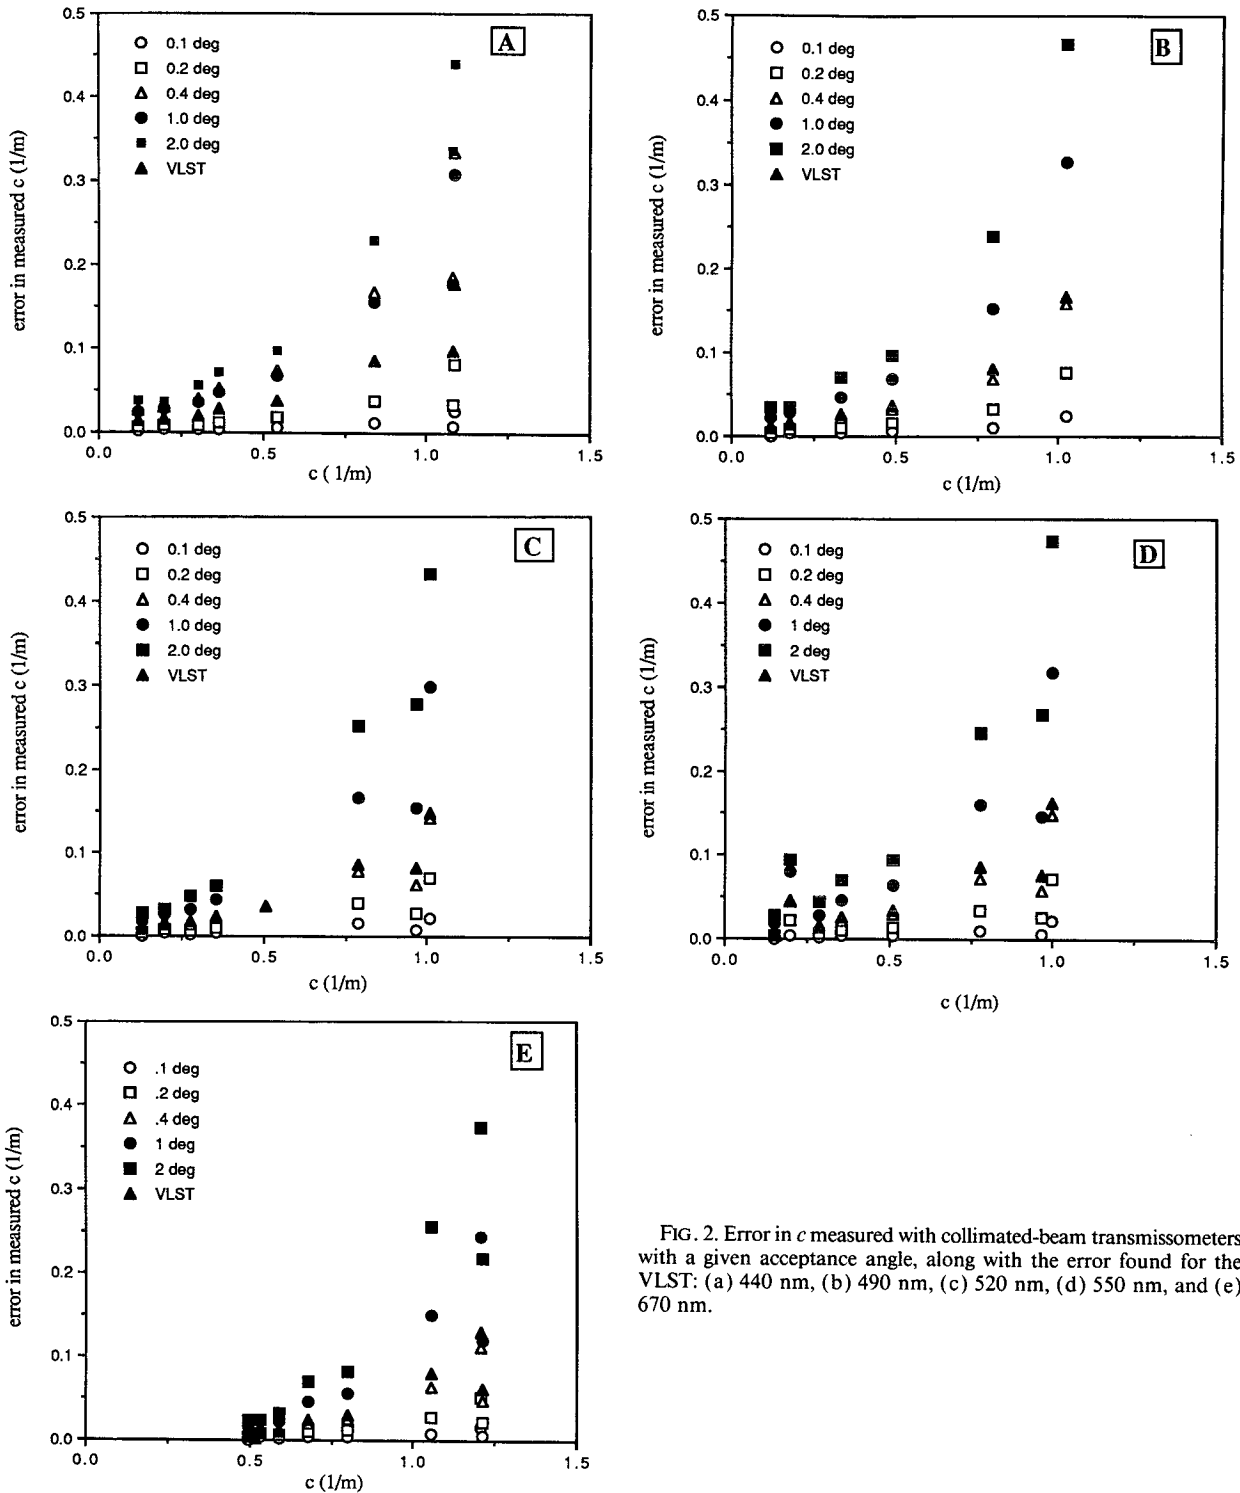 A
0.5
0.4
0.3
0.2
0.1
0.0
error in measured c (1/m)
0.1 deg
0.2 deg
0.4 deg
1.0 deg
2.0 deg
VLST
0.0 0.5 1.0 1.5
c ( 1/m)
B
0.5
0.4
0.3
0.2
0.1
0.0
error in measured c (1/m)
0.1 deg
0.2 deg
0.4 deg
1.0 deg
2.0 deg
VLST
0.0 0.5 1.0 1.5
c (1/m)
C
0.5
0.4
0.3
0.2
0.1
0.0
error in measured c (1/m)
0.1 deg
0.2 deg
0.4 deg
1.0 deg
2.0 deg
VLST
0.0 0.5 1.0 1.5
c (1/m)
D
0.5
0.4
0.3
0.2
0.1
0.0
error in measured c (1/m)
0.1 deg
0.2 deg
0.4 deg
1 deg
2 deg
VLST
0.0 0.5 1.0 1.5
c (1/m)
E
0.5
0.4
0.3
0.2
0.1
0.0
error in measured c (1/m)
.1 deg
.2 deg
.4 deg
1 deg
2 deg
VLST
0.0 0.5 1.0 1.5
c (1/m)
FIG. 2. Error in c measured with collimated-beam transmissometers
with a given acceptance angle, along with the error found for the
VLST: (a) 440 nm, (b) 490 nm, (c) 520 nm, (d) 550 nm, and (e)
670 nm.